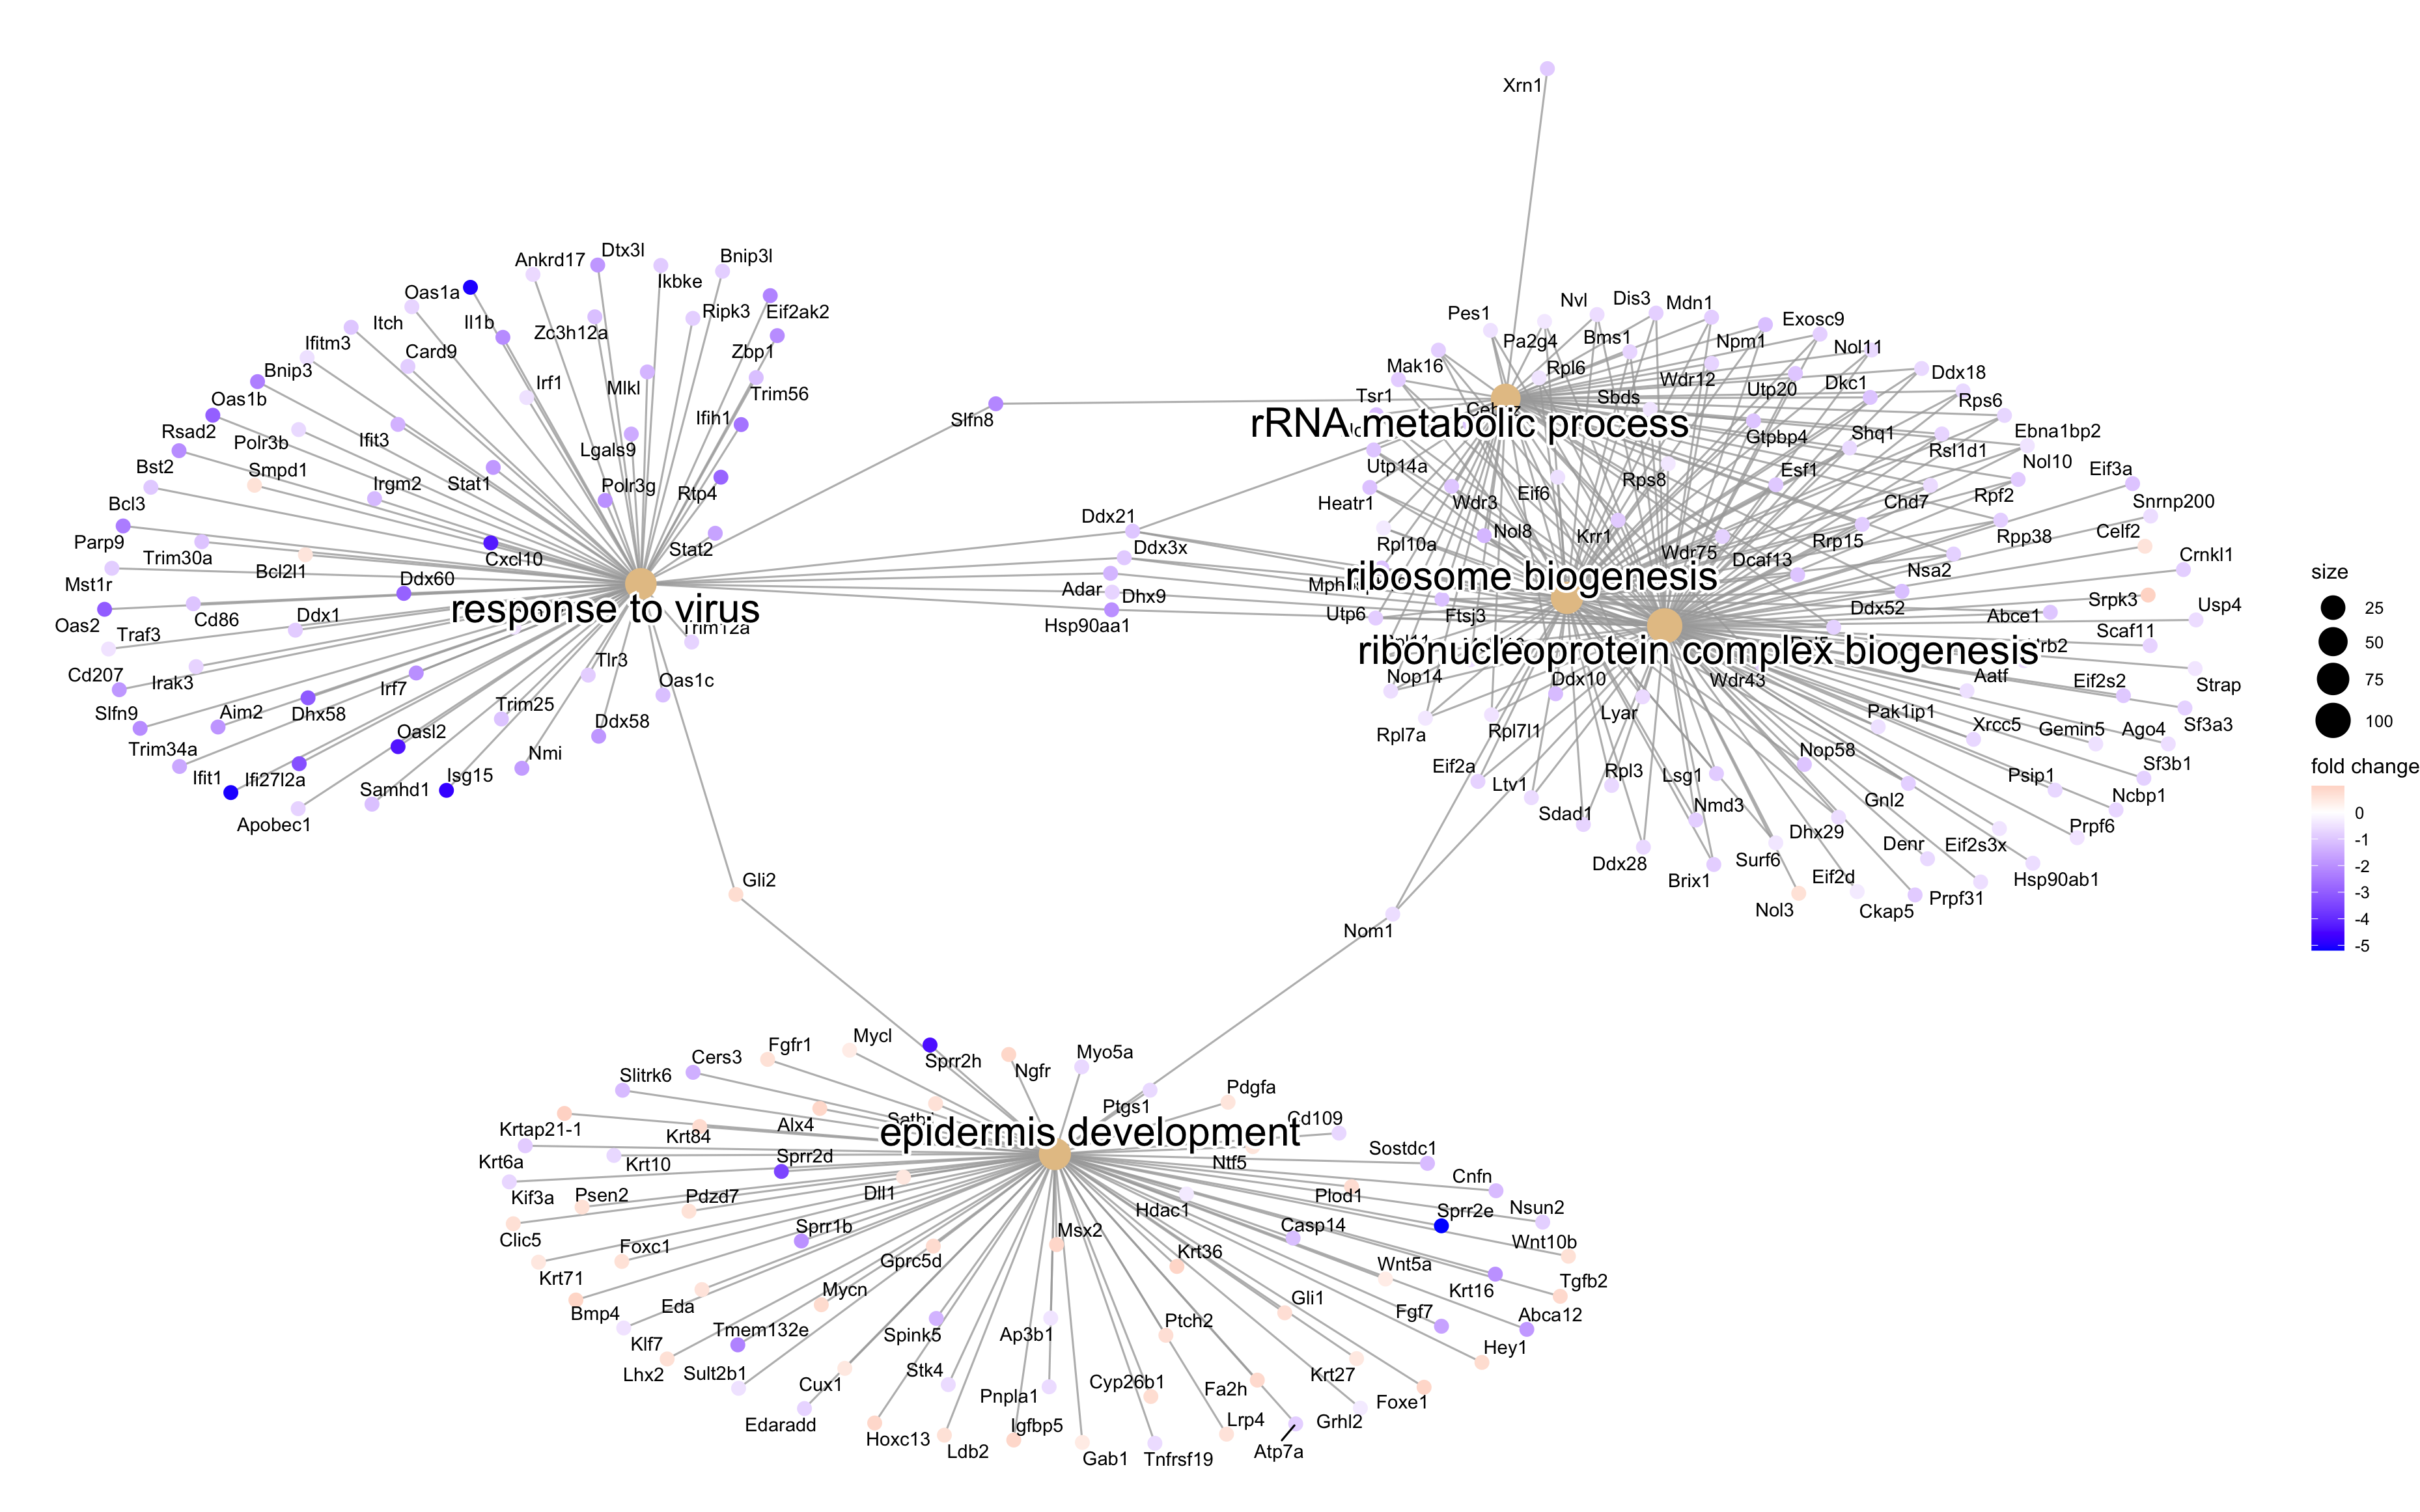 Xrn1
Dtx3l
Bnip3l
Ankrd17
Ikbke
Oas1a
Ripk3
Eif2ak2
Il1b
Zc3h12a
Itch
Ifitm3
Card9
Zbp1
Bnip3
Irf1
Mlkl
Trim56
Oas1b
Ifih1
Rsad2
Polr3b
Ifit3
Lgals9
Bst2
Smpd1
Irgm2
Stat1
Polr3g
Rtp4
Bcl3
Parp9
Trim30a
Bcl2l1
Cxcl10
Stat2
Mst1r
Ddx60
Oas2
Cd86
Ddx1
response to virus
Traf3
Trim12a
Cd207
Irak3
Irf7
Tlr3
Oas1c
Slfn9
Aim2
Dhx58
Trim25
Ddx58
Trim34a
Oasl2
Nmi
Ifit1
Ifi27l2a
Samhd1
Isg15
Apobec1
Slfn8
Ddx21
Ddx3x
Adar
Dhx9
Hsp90aa1
Gli2
Nom1
Pes1
Nvl
Dis3
Mdn1
Exosc9
Pa2g4
Bms1
Npm1
Nol11
Mak16
Rpl6
Wdr12
Utp20
Dkc1
Ddx18
Tsr1
Sbds
Rps6
rRNA metabolic process
Gtpbp4
Shq1
Ebna1bp2
Rsl1d1
Utp14a
Nol10
Eif3a
Heatr1
Wdr3
Eif6
Rps8
Esf1
Chd7
Rpf2
Snrnp200
Rpl10a
Nol8
Krr1
Wdr75
Dcaf13
Rrp15
Rpp38
Celf2
Crnkl1
ribosome biogenesis
Nsa2
Utp6
Ftsj3
Ddx52
Abce1
Srpk3
Usp4
Scaf11
ribonucleoprotein complex biogenesis
Nop14
Ddx10
Wdr43
Aatf
Eif2s2
Strap
Rpl7a
Rpl7l1
Lyar
Pak1ip1
Xrcc5
Gemin5
Ago4
Sf3a3
Eif2a
Ltv1
Rpl3
Lsg1
Nop58
Psip1
Sf3b1
Sdad1
Nmd3
Gnl2
Ncbp1
Ddx28
Brix1
Surf6
Dhx29
Denr
Eif2s3x
Prpf6
Nol3
Eif2d
Ckap5
Prpf31
Hsp90ab1
Mycl
Fgfr1
Cers3
Sprr2h
Ngfr
Myo5a
Slitrk6
Ptgs1
Pdgfa
Krtap21-1
Krt84
Alx4
Cd109
epidermis development
Krt6a
Krt10
Sprr2d
Ntf5
Sostdc1
Kif3a
Psen2
Pdzd7
Dll1
Hdac1
Plod1
Cnfn
Clic5
Foxc1
Sprr1b
Msx2
Casp14
Sprr2e
Nsun2
Krt71
Gprc5d
Krt36
Wnt5a
Wnt10b
Bmp4
Eda
Mycn
Krt16
Tgfb2
Klf7
Tmem132e
Spink5
Ap3b1
Ptch2
Gli1
Fgf7
Abca12
Lhx2
Sult2b1
Cux1
Stk4
Pnpla1
Cyp26b1
Fa2h
Krt27
Hey1
Edaradd
Hoxc13
Ldb2
Igfbp5
Gab1
Tnfrsf19
Lrp4
Atp7a
Grhl2
Foxe1
size
25
50
75
100
fold change
0
-1
-2
-3
-4
-5